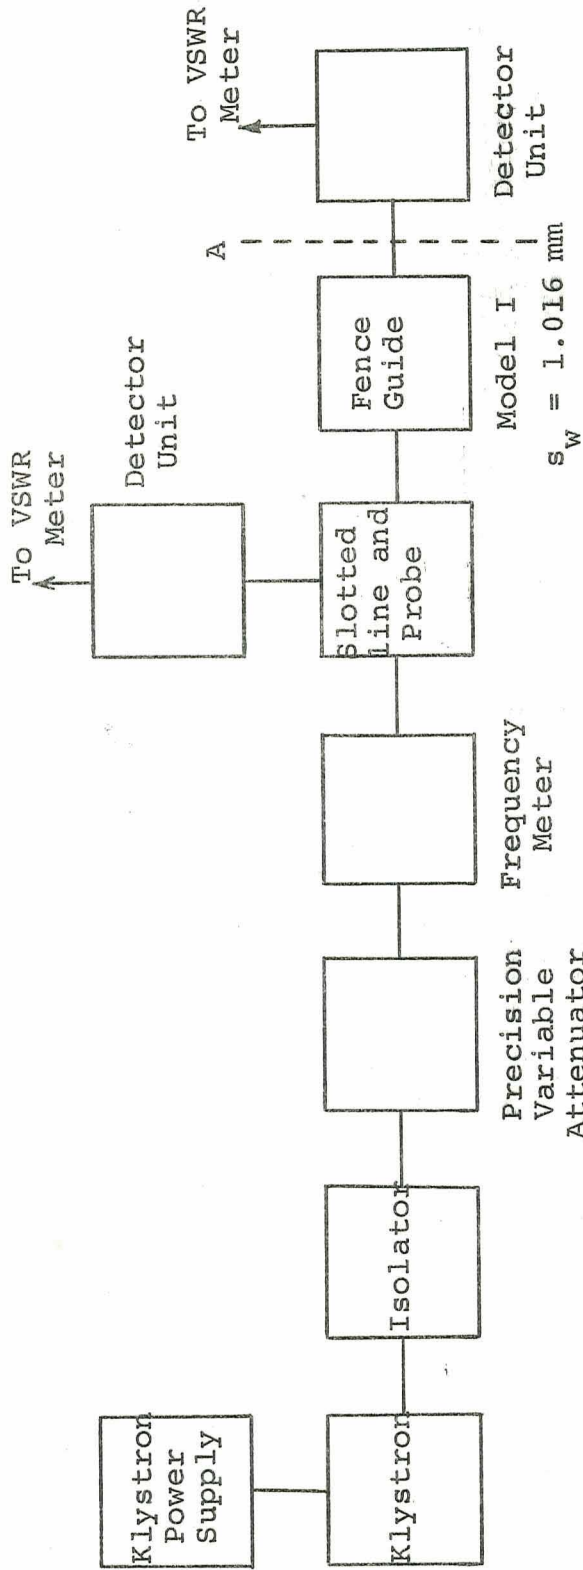 Klystron
Power
Supply
Klystron
Isolator
Precision
Variable
Attenuator
Frequency
Meter
To VSWR
Meter
Detector
Unit
Slotted
line and
Probe
Fence
Guide
Model I
s_w = 1.016 mm
A
To VSWR
Meter
Detector
Unit